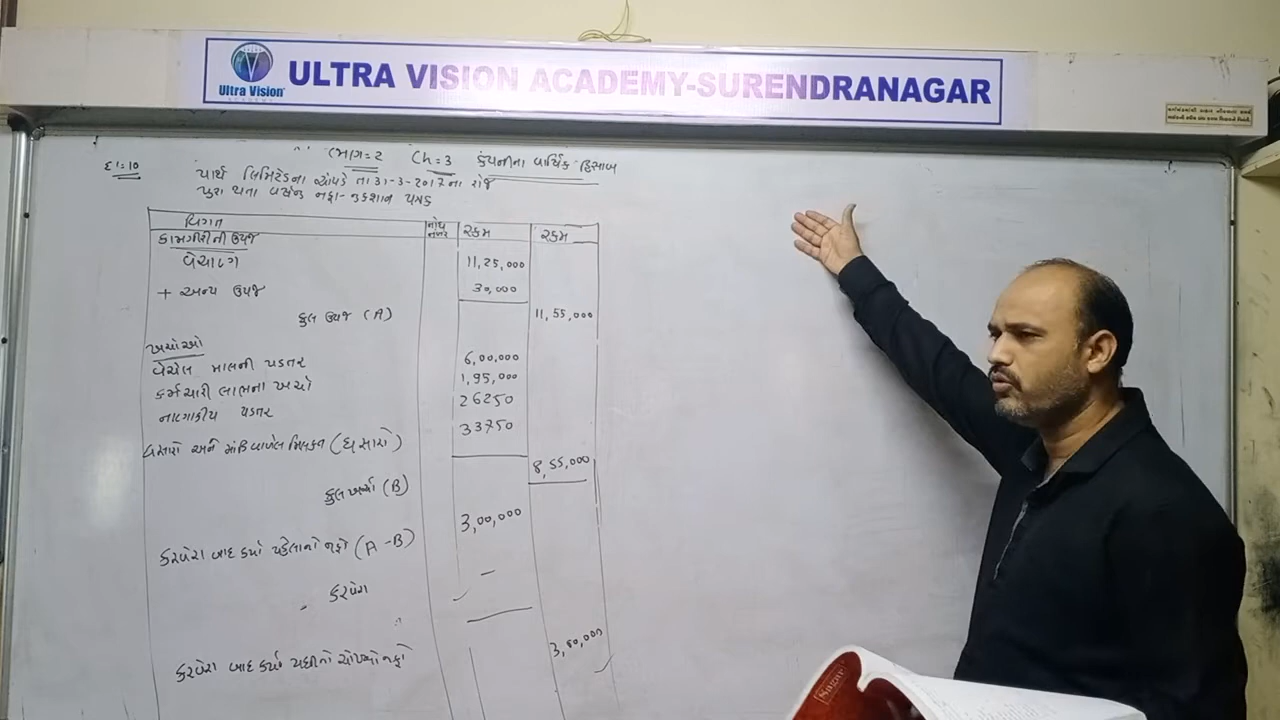 ULTRA VISION ACADEMY-SURENDRANAGAR
Ultra Vision
ACADEMY
ભાગ=2 Ch=3 કંપનીના વાર્ષિક હિસાબ
દા:10
પાર્થ લિમિટેડના ચોપડે તા 31-3-2017ના રોજ
પુરા થતા વર્ષનું નફા-નુકશાન પત્રક
વિગત નોંધ નંબર રકમ રકમ
કામગીરીની ઉપજ
વેચાણ 11,25,000
+ અન્ય ઉપજ 30,000
કુલ ઉપજ (A) 11,55,000
ખર્ચાઓ
વેચેલ માલની પડતર 6,00,000
કર્મચારી લાભના ખર્ચા 1,95,000
નાણાકીય પડતર 26250
ઘસારો અને માંડિવાળેલ મિલકત (ઘસારો) 33750
8,55,000
કુલ ખર્ચા (B)
3,00,000
કરવેરા બાદ કર્યા પહેલાનો નફો (A-B)
કરવેરા -
કરવેરા બાદ કર્યા પછીનો ચોખ્ખો નફો 3,00,000
Sagar